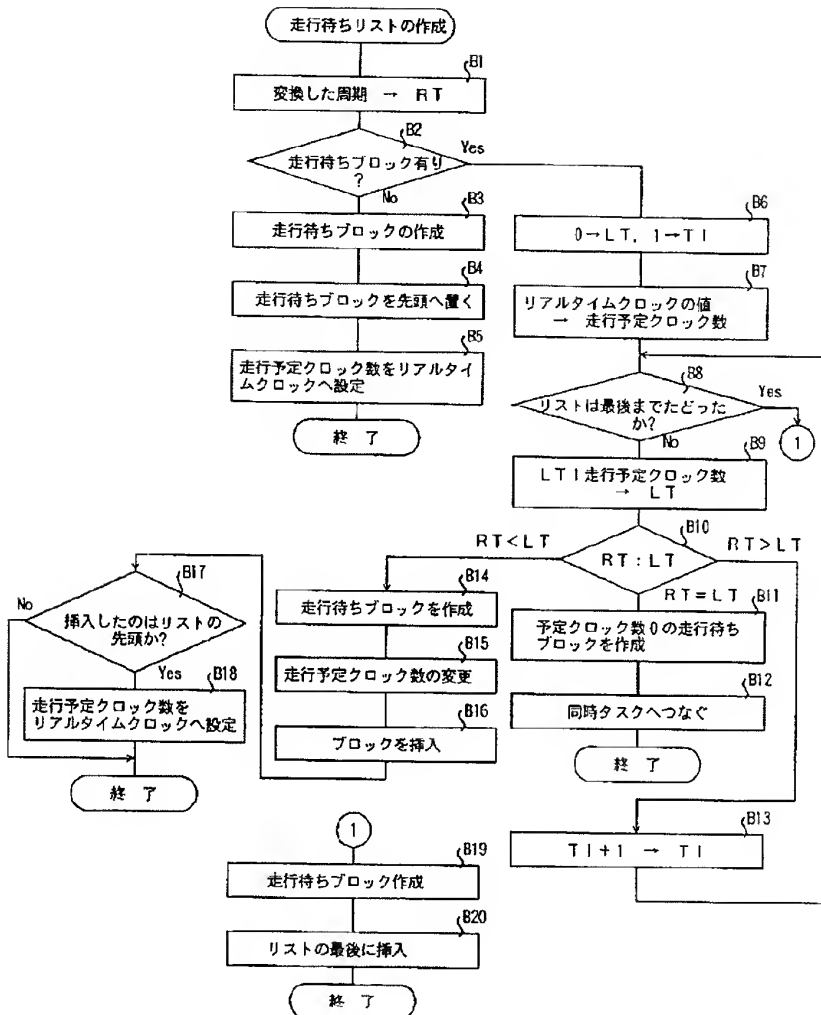 走行待ちリストの作成
B1
変換した周期 → RT
B2
走行待ちブロック有り
?
Yes
No
B3
走行待ちブロックの作成
B4
走行待ちブロックを先頭へ置く
B5
走行予定クロック数をリアルタイ
ムクロックへ設定
終 了
B6
0→LT, 1→TI
B7
リアルタイムクロックの値
→ 走行予定クロック数
B8
リストは最後までたどった
か?
Yes
1
No
B9
LTI走行予定クロック数
→ LT
B10
RT:LT
RT<LT
RT>LT
RT=LT
B11
予定クロック数0の走行待ち
ブロックを作成
B12
同時タスクへつなぐ
終 了
B13
TI+1 → TI
B14
走行待ちブロックを作成
B15
走行予定クロック数の変更
B16
ブロックを挿入
B17
挿入したのはリストの
先頭か?
No
Yes
B18
走行予定クロック数を
リアルタイムクロックへ設定
終 了
1
B19
走行待ちブロック作成
B20
リストの最後に挿入
終 了